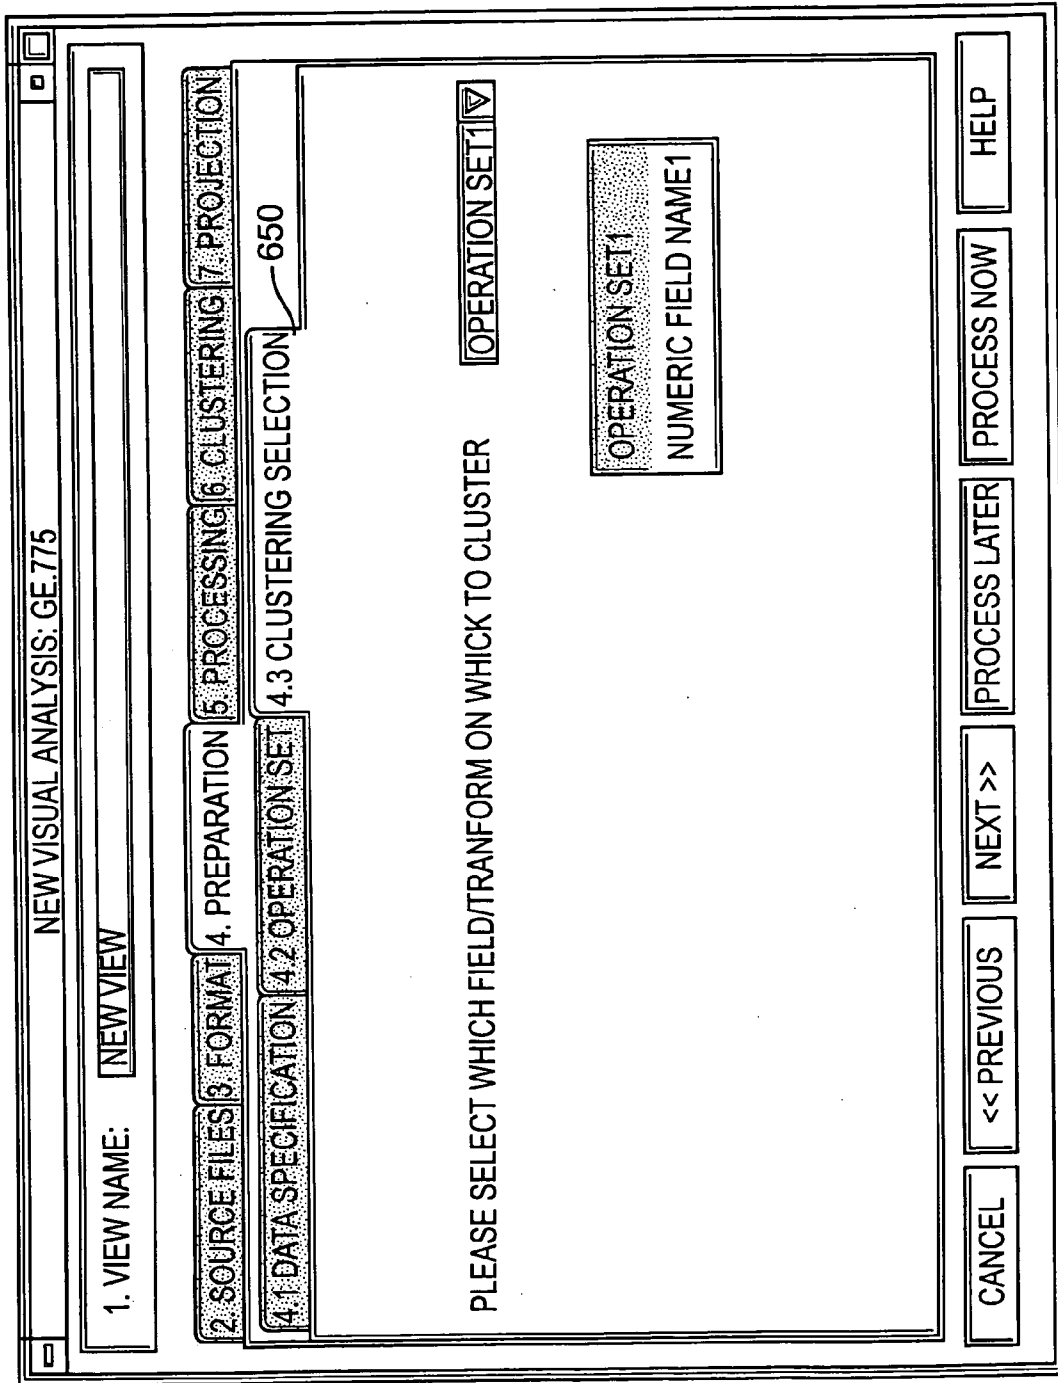 NEW VISUAL ANALYSIS: GE.775
1. VIEW NAME: NEW VIEW
2. SOURCE FILES 3. FORMAT 4. PREPARATION 5. PROCESSING 6. CLUSTERING 7. PROJECTION
4.1 DATA SPECIFICATION 4.2 OPERATION SET 4.3 CLUSTERING SELECTION 650
PLEASE SELECT WHICH FIELD/TRANFORM ON WHICK TO CLUSTER OPERATION SET1
OPERATION SET1
NUMERIC FIELD NAME1
CANCEL << PREVIOUS NEXT >> PROCESS LATER PROCESS NOW HELP